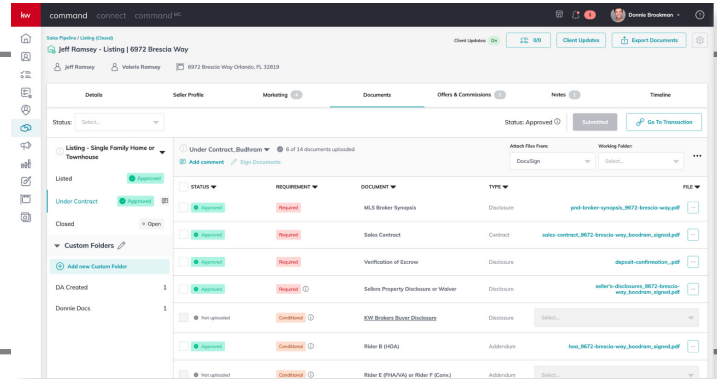 kw command connect command MC 1 Donnie Brookman ?
Sales Pipeline / Listing (Closed)
Jeff Ramsey - Listing | 6972 Brescia Way
Client Updates: On 0/0 Client Updates Export Documents
Jeff Ramsey Valerie Ramsey 6972 Brescia Way Orlando, FL 32819
Details Seller Profile Marketing 4 Documents Offers & Commissions Notes Timeline
Status: Select... Status: Approved Submitted Go To Transaction
Listing - Single Family Home or
Townhouse
Listed Approved
Under Contract Approved
Closed Open
Custom Folders
Add new Custom Folder
DA Created 1
Donnie Docs 1
Under Contract_Budhram 6 of 14 documents uploaded
Add comment Sign Documents
Attach Files From: Working Folder:
DocuSign Select...
STATUS REQUIREMENT DOCUMENT TYPE FILE
Approved Required MLS Broker Synopsis Disclosure pnd-broker-synopsis_9672-brescia-way.pdf
Approved Required Sales Contract Contract sales-contract_9672-brescia-way_boodram_signed.pdf
Approved Required Verification of Escrow Disclosure deposit-confirmation_.pdf
Approved Required Sellers Property Disclosure or Waiver Disclosure seller's-disclosures_9672-brescia-
way_boodram_signed.pdf
Not uploaded Conditional KW Brokers Buyer Disclosure Disclosure Select...
Approved Conditional Rider B (HOA) Addendum hoa_9672-brescia-way_boodram_signed.pdf
Not uploaded Conditional Rider E (FHA/VA) or Rider F (Conv.) Addendum Select...